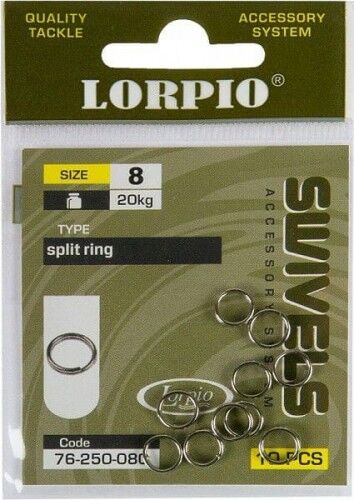 QUALITY
TACKLE
ACCESSORY
SYSTEM
LORPIO®
SIZE 8
20kg
TYPE
split ring
SWIVELS
ACCESSORY SYSTEM
Lorpio
Code
76-250-080
10 PCS